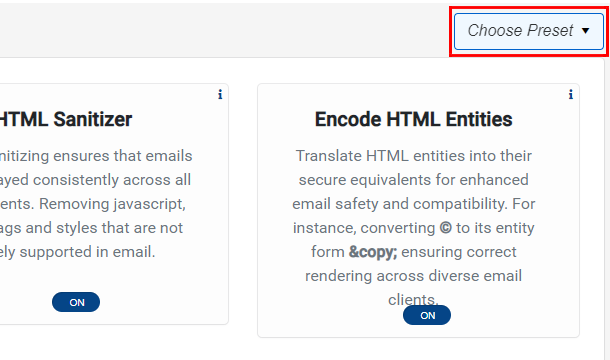 Choose Preset
HTML Sanitizer
nitizing ensures that emails
ayed consistently across all
ents. Removing javascript,
ags and styles that are not
ely supported in email.
ON
Encode HTML Entities
Translate HTML entities into their
secure equivalents for enhanced
email safety and compatibility. For
instance, converting © to its entity
form &copy; ensuring correct
rendering across diverse email
clients.
ON